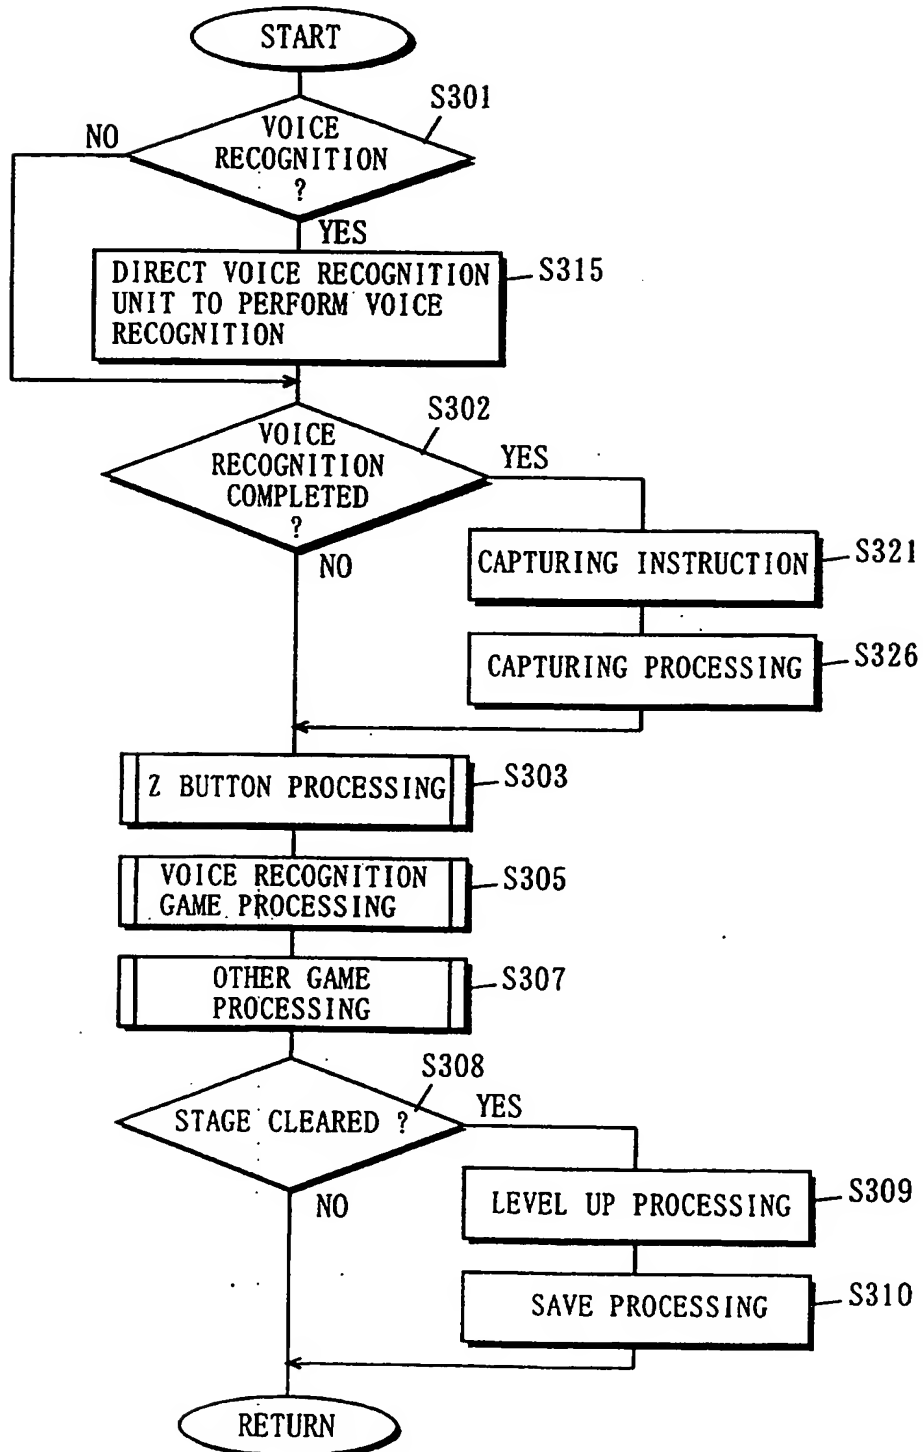 START
S301
NO
VOICE
RECOGNITION
?
YES
DIRECT VOICE RECOGNITION
UNIT TO PERFORM VOICE
RECOGNITION
S315
S302
VOICE
RECOGNITION
COMPLETED
?
YES
NO
CAPTURING INSTRUCTION
S321
CAPTURING PROCESSING
S326
Z BUTTON PROCESSING
S303
VOICE RECOGNITION
GAME PROCESSING
S305
OTHER GAME
PROCESSING
S307
S308
STAGE CLEARED ?
YES
NO
LEVEL UP PROCESSING
S309
SAVE PROCESSING
S310
RETURN